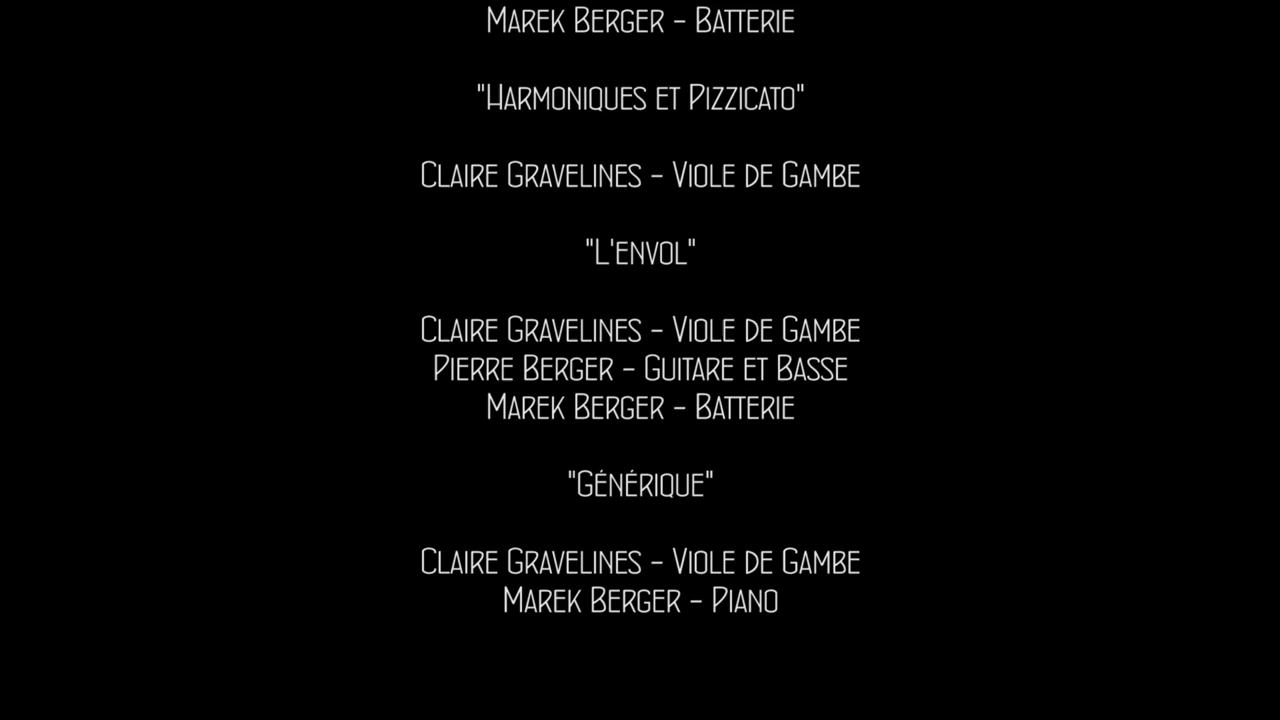 Marek Berger - Batterie
"Harmoniques et Pizzicato"
Claire Gravelines - Viole de Gambe
"L'envol"
Claire Gravelines - Viole de Gambe
Pierre Berger - Guitare et Basse
Marek Berger - Batterie
"Générique"
Claire Gravelines - Viole de Gambe
Marek Berger - Piano